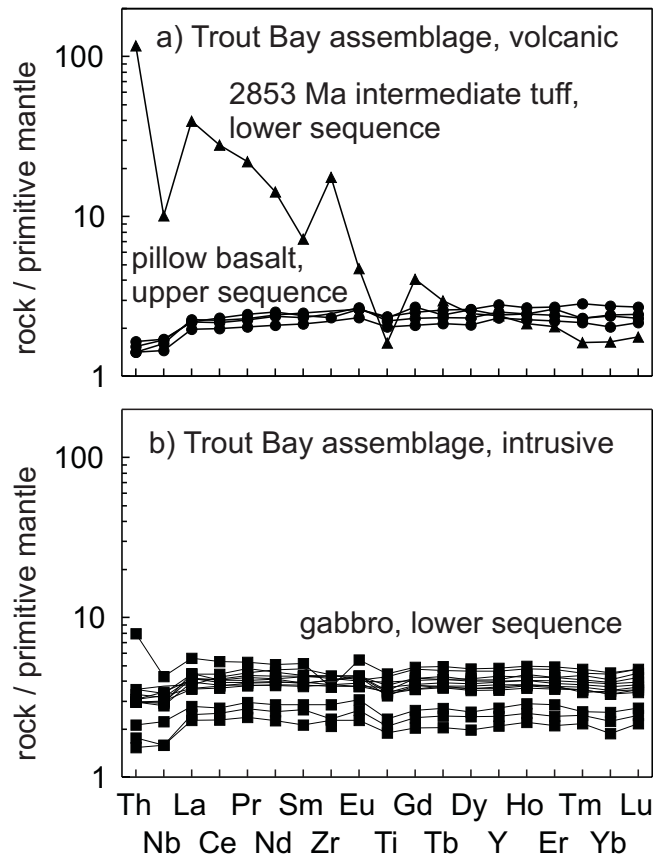 a) Trout Bay assemblage, volcanic
100
2853 Ma intermediate tuff,
lower sequence
rock / primitive mantle
10
pillow basalt,
upper sequence
1
b) Trout Bay assemblage, intrusive
100
rock / primitive mantle
10
gabbro, lower sequence
1
Th La Pr Sm Eu Gd Dy Ho Tm Lu
Nb Ce Nd Zr Ti Tb Y Er Yb